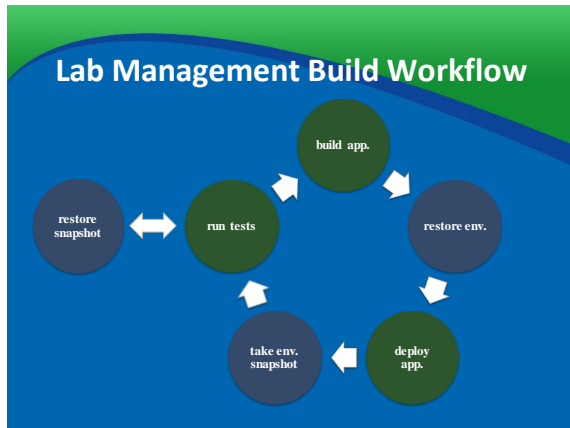 Lab Management Build Workflow
build app.
restore
snapshot
run tests
restore env.
take env.
snapshot
deploy
app.